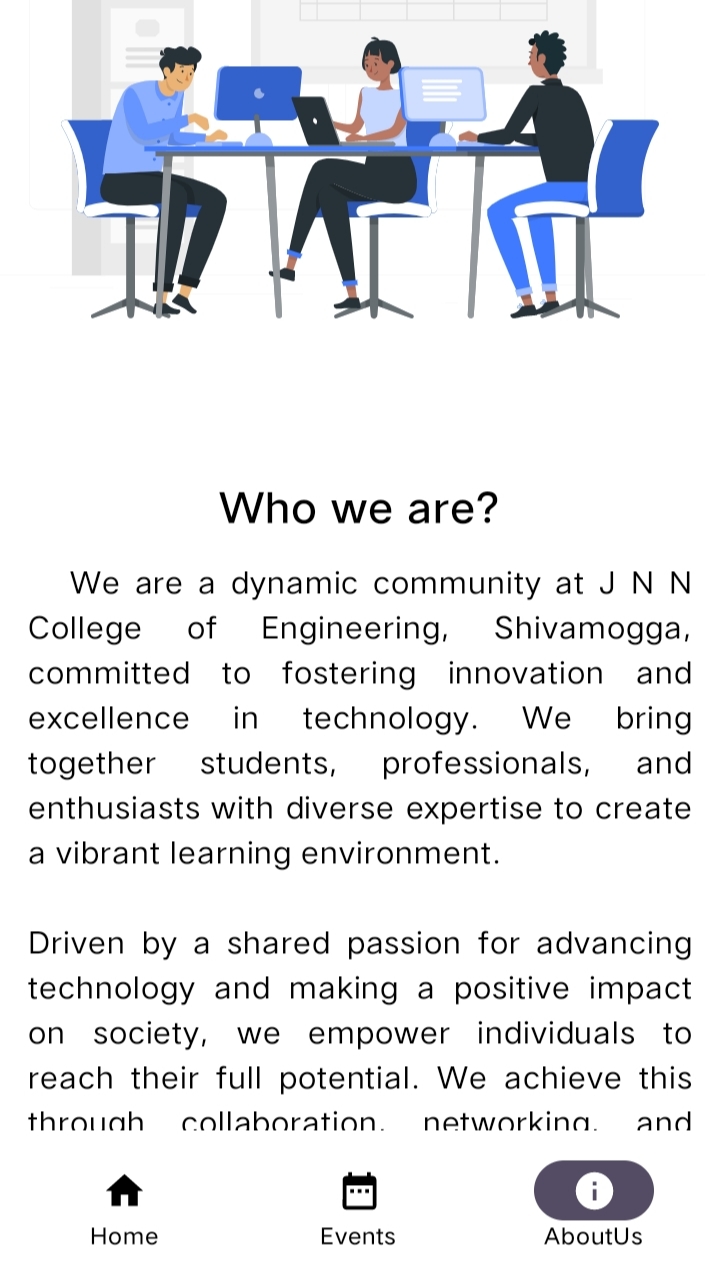 Who we are?
We are a dynamic community at J N N
College of Engineering, Shivamogga,
committed to fostering innovation and
excellence in technology. We bring
together students, professionals, and
enthusiasts with diverse expertise to create
a vibrant learning environment.
Driven by a shared passion for advancing
technology and making a positive impact
on society, we empower individuals to
reach their full potential. We achieve this
through collaboration, networking, and
Home Events AboutUs